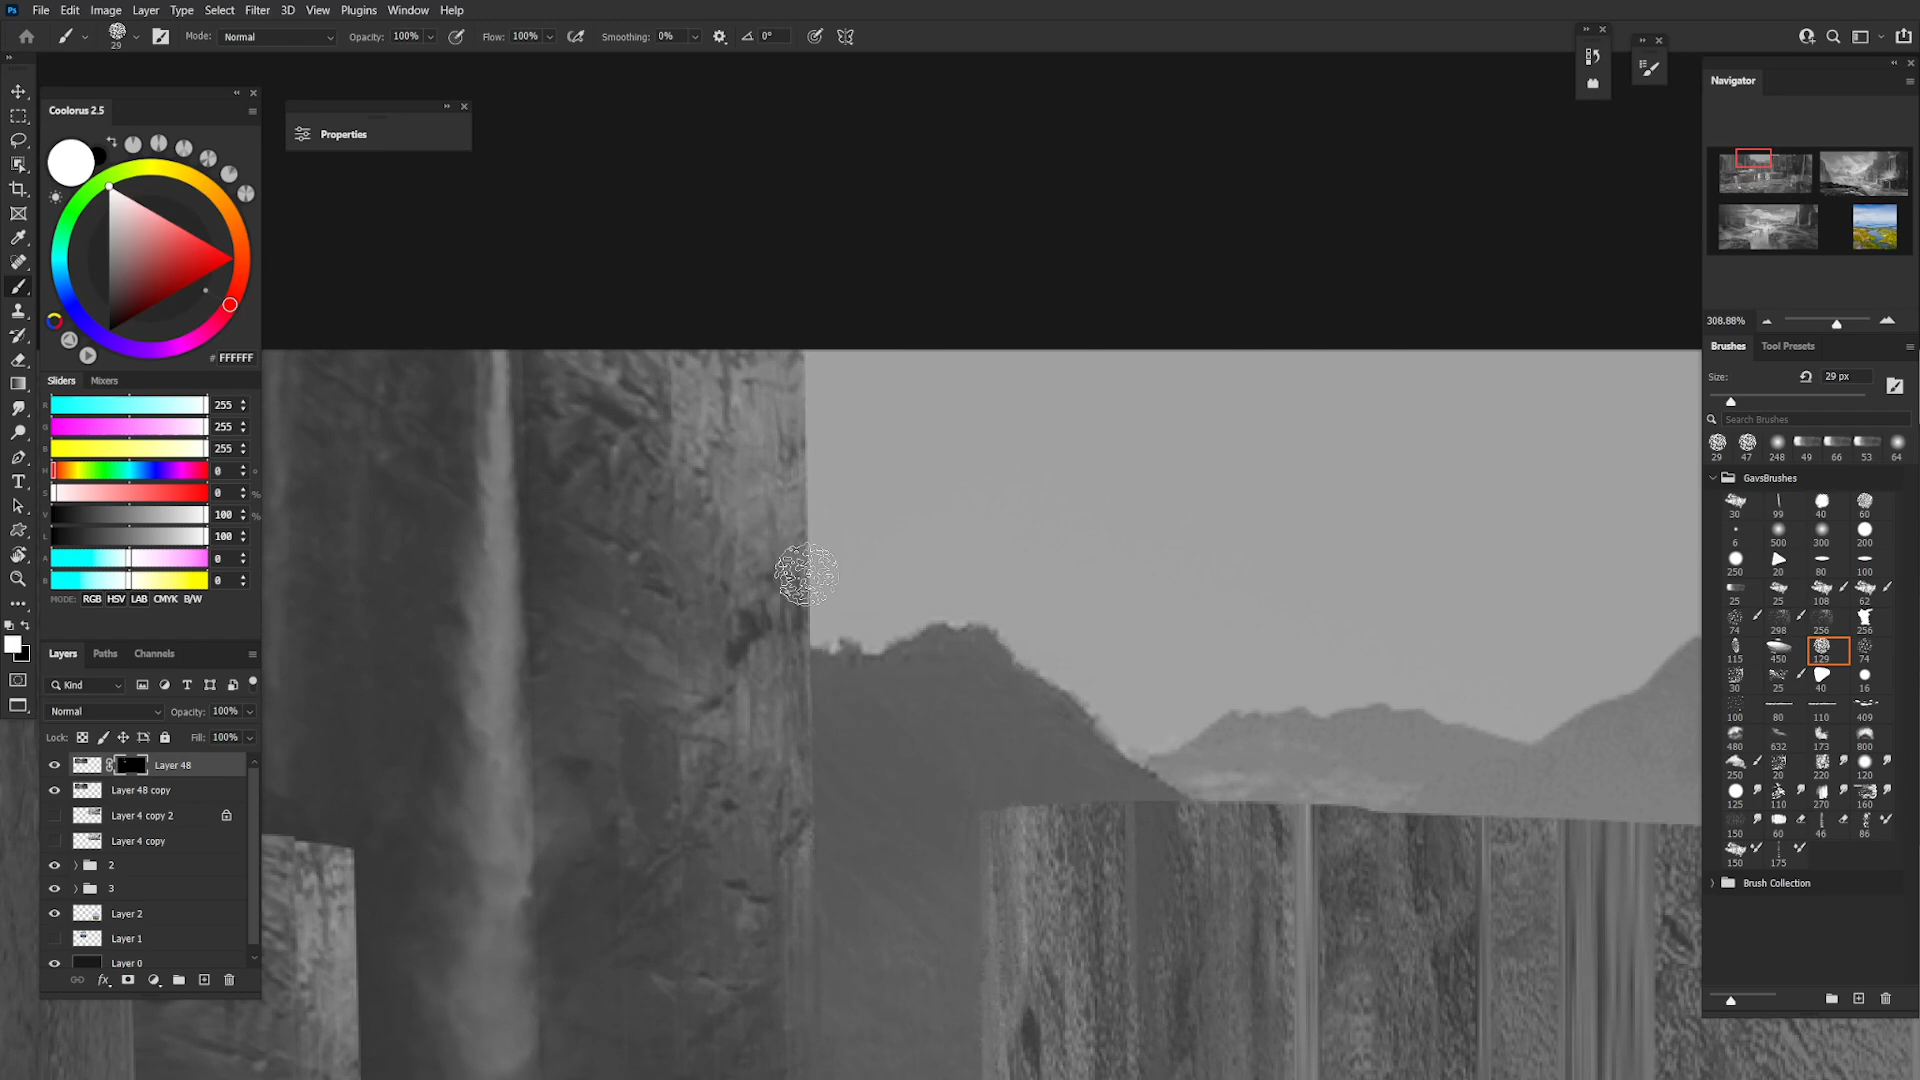 Ps File Edit Image Layer Type Select Filter 3D View Plugins Window Help
29 Mode: Normal Opacity: 100% Flow: 100% Smoothing: 0% 0°
Coolorus 2.5
Properties
# FFFFFF
Sliders Mixers
R 255
G 255
B 255
H 0 °
S 0 %
V 100 %
L 100
A 0
B 0
MODE: RGB HSV LAB CMYK B/W
Layers Paths Channels
Kind
Normal Opacity: 100%
Lock: Fill: 100%
Layer 48
Layer 48 copy
Layer 4 copy 2
Layer 4 copy
2
3
Layer 2
Layer 1
Layer 0
fx
Navigator
308.88%
Brushes Tool Presets
Size: 29 px
Search Brushes
29 47 248 49 66 53 64
GavsBrushes
30 99 40 60
6 500 300 200
250 20 80 100
25 25 108 62
74 298 256 256
115 450 129 74
30 25 40 16
100 80 110 409
480 632 173 800
250 20 220 120
125 110 270 160
150 60 46 86
150 175
Brush Collection